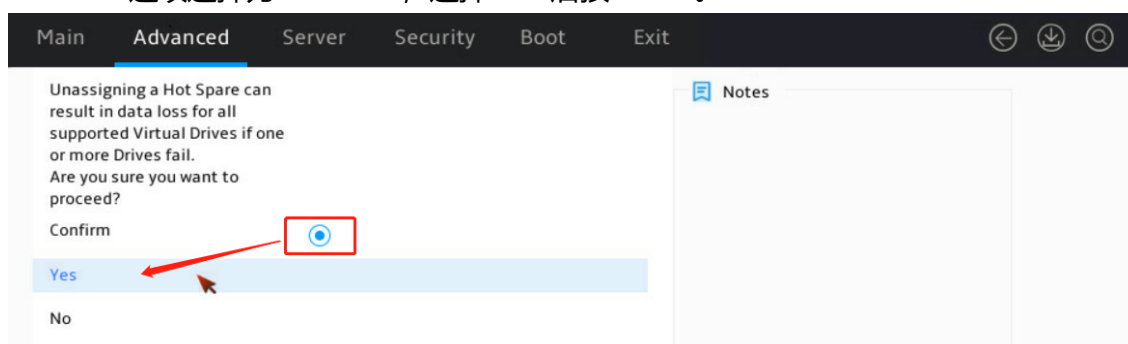 Main Advanced Server Security Boot Exit
Unassigning a Hot Spare can
result in data loss for all
supported Virtual Drives if one
or more Drives fail.
Are you sure you want to
proceed?
Confirm
Yes
No
Notes